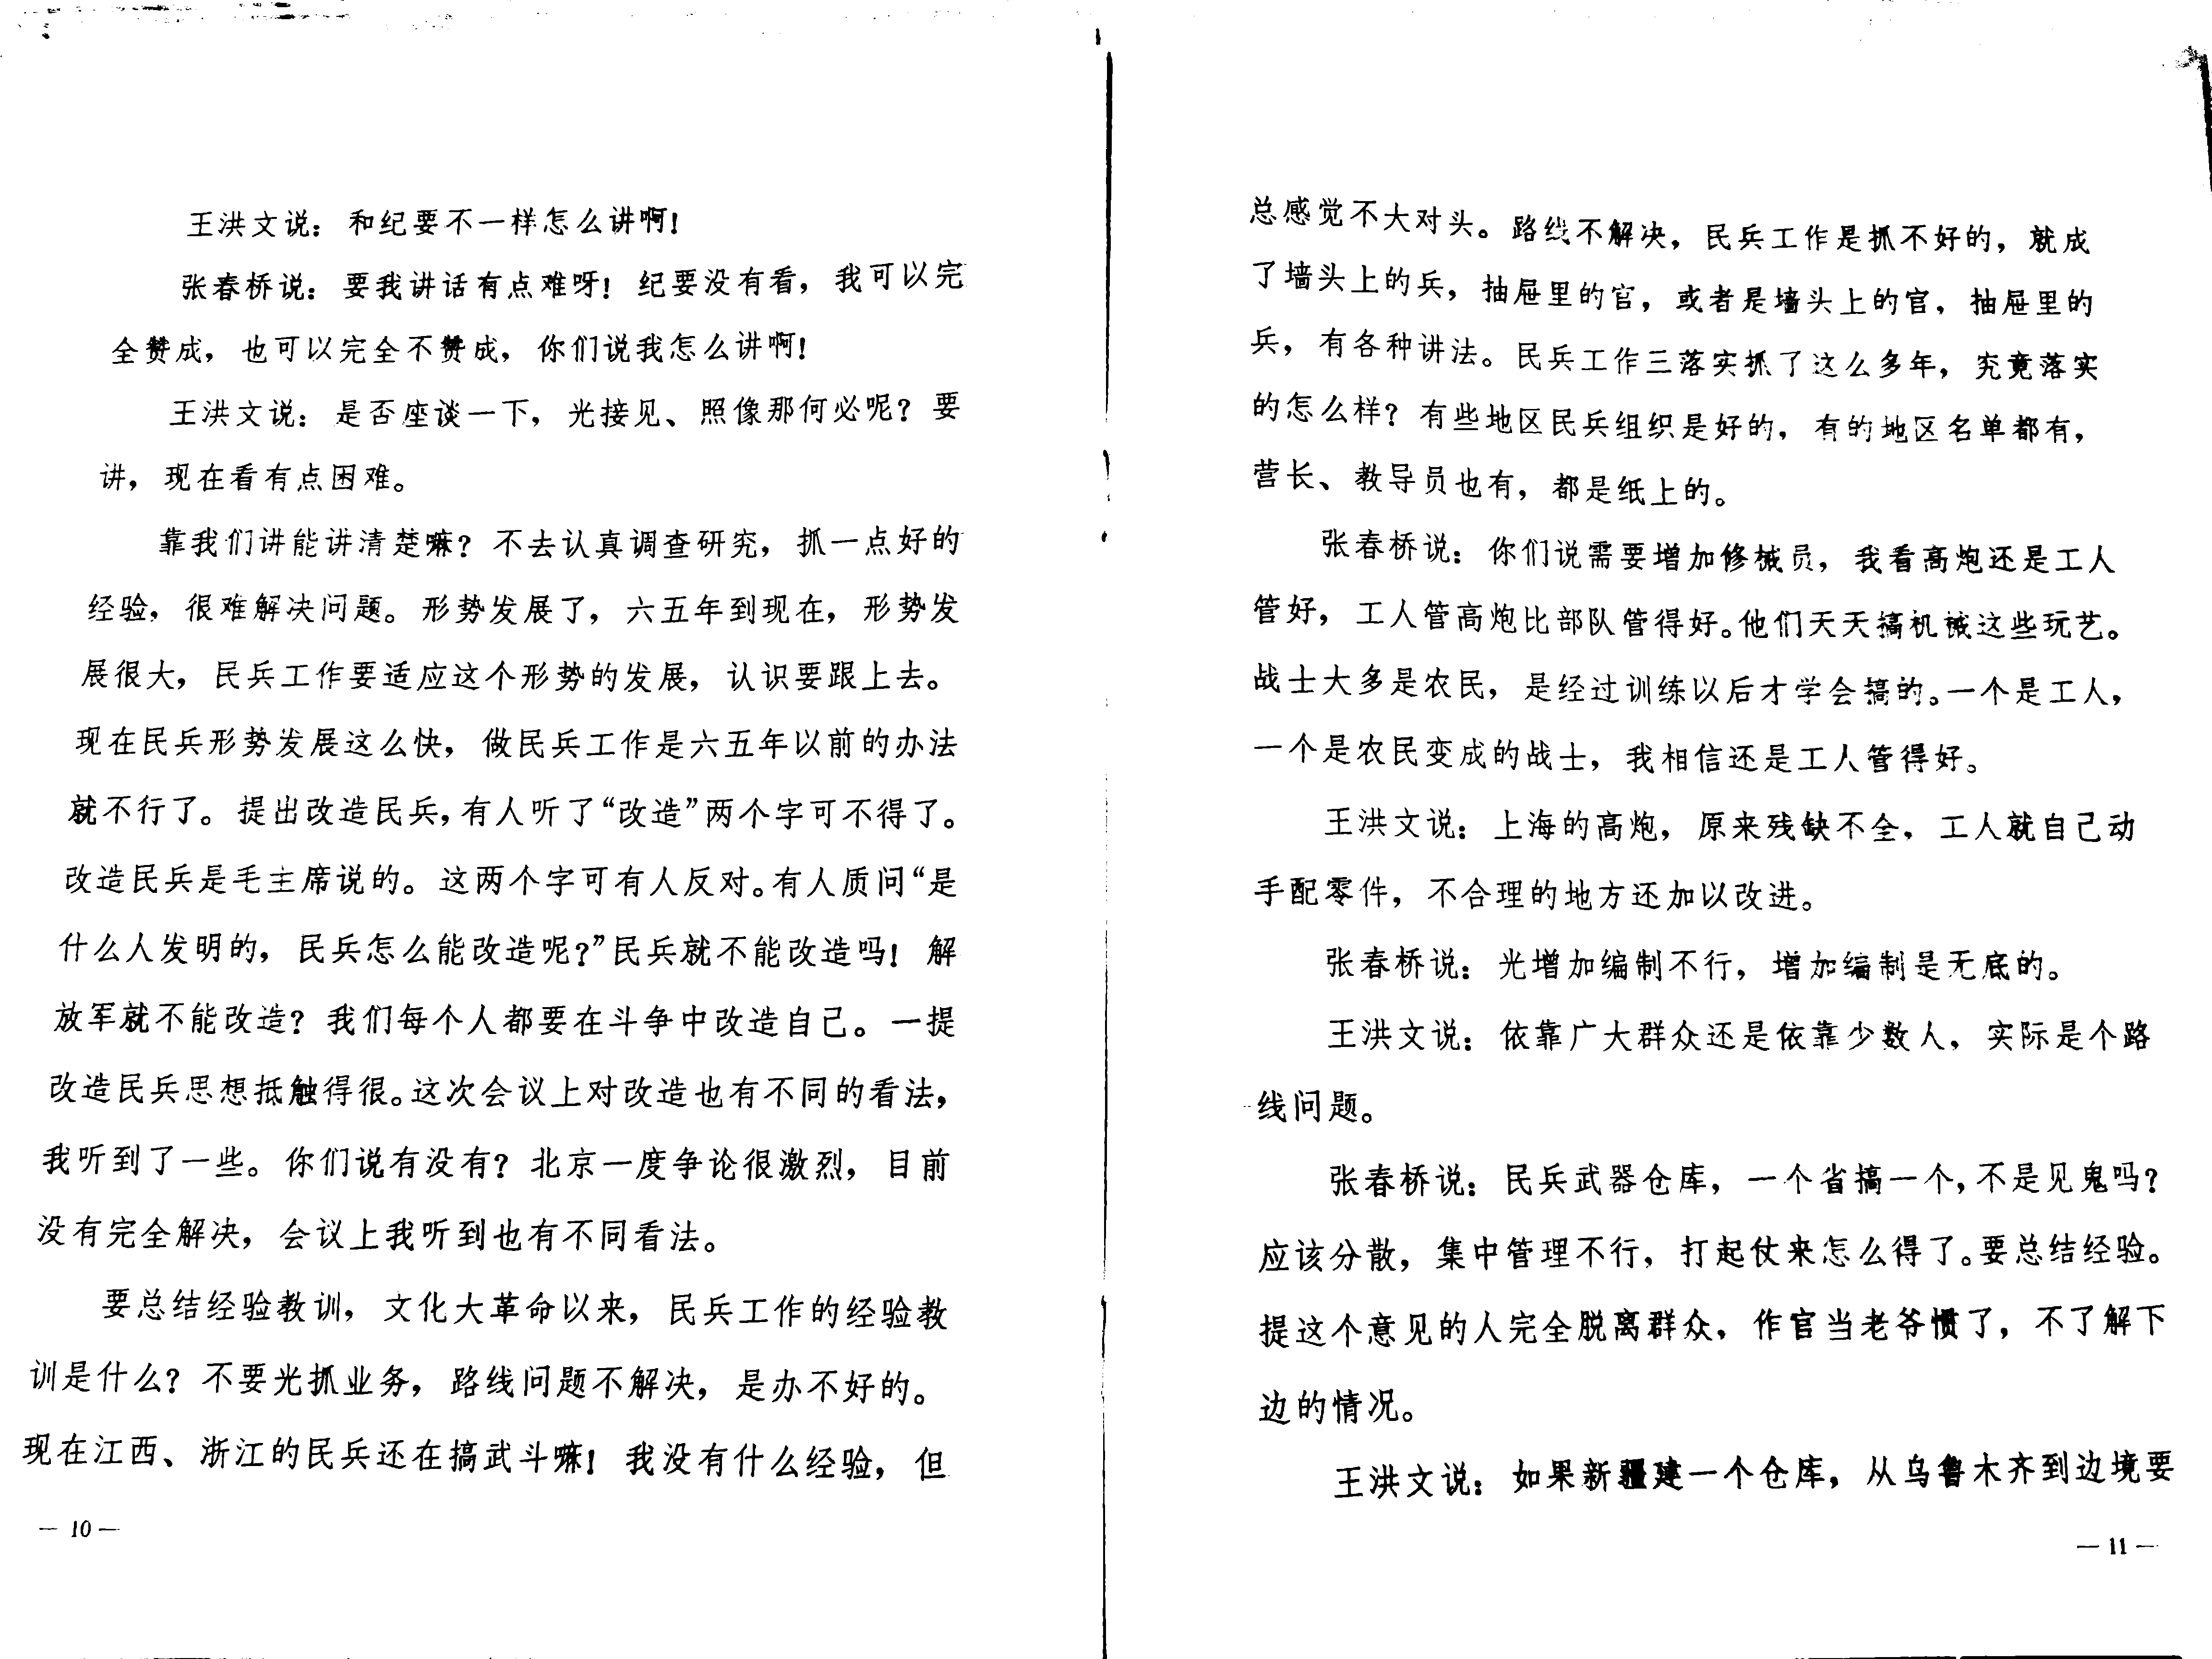 王洪文说：和纪要不一样怎么讲啊！
张春桥说：要我讲话有点难呀！纪要没有看，我可以完
全赞成，也可以完全不赞成，你们说我怎么讲啊！
王洪文说：是否座谈一下，光接见、照像那何必呢？要
讲，现在看有点困难。
靠我们讲能讲清楚嘛？不去认真调查研究，抓一点好的
经验，很难解决问题。形势发展了，六五年到现在，形势发
展很大，民兵工作要适应这个形势的发展，认识要跟上去。
现在民兵形势发展这么快，做民兵工作是六五年以前的办法
就不行了。提出改造民兵，有人听了“改造”两个字可不得了。
改造民兵是毛主席说的。这两个字可有人反对。有人质问“是
什么人发明的，民兵怎么能改造呢？”民兵就不能改造吗！解
放军就不能改造？我们每个人都要在斗争中改造自己。一提
改造民兵思想抵触得很。这次会议上对改造也有不同的看法，
我听到了一些。你们说有没有？北京一度争论很激烈，目前
没有完全解决，会议上我听到也有不同看法。
要总结经验教训，文化大革命以来，民兵工作的经验教
训是什么？不要光抓业务，路线问题不解决，是办不好的。
现在江西、浙江的民兵还在搞武斗嘛！我没有什么经验，但
— 10 —
总感觉不大对头。路线不解决，民兵工作是抓不好的，就成
了墙头上的兵，抽屉里的官，或者是墙头上的官，抽屉里的
兵，有各种讲法。民兵工作三落实抓了这么多年，究竟落实
的怎么样？有些地区民兵组织是好的，有的地区名单都有，
营长、教导员也有，都是纸上的。
张春桥说：你们说需要增加修械员，我看高炮还是工人
管好，工人管高炮比部队管得好。他们天天搞机械这些玩艺。
战士大多是农民，是经过训练以后才学会搞的。一个是工人，
一个是农民变成的战士，我相信还是工人管得好。
王洪文说：上海的高炮，原来残缺不全，工人就自己动
手配零件，不合理的地方还加以改进。
张春桥说：光增加编制不行，增加编制是无底的。
王洪文说：依靠广大群众还是依靠少数人，实际是个路
线问题。
张春桥说：民兵武器仓库，一个省搞一个，不是见鬼吗？
应该分散，集中管理不行，打起仗来怎么得了。要总结经验。
提这个意见的人完全脱离群众，作官当老爷惯了，不了解下
边的情况。
王洪文说：如果新疆建一个仓库，从乌鲁木齐到边境要
— 11 —